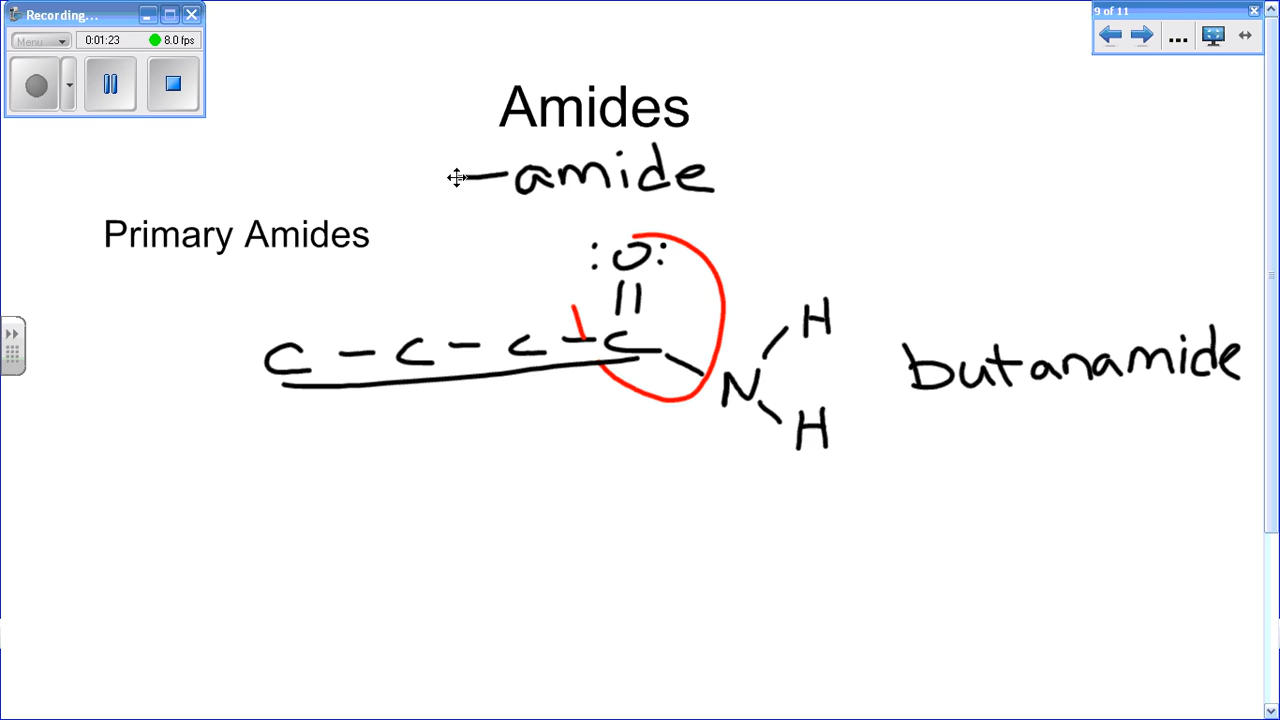 Recording...
9 of 11
Menu
0:01:23
8.0 fps
Amides
-amide
Primary Amides
:O:
H
C - C - C - C
N
butanamide
H